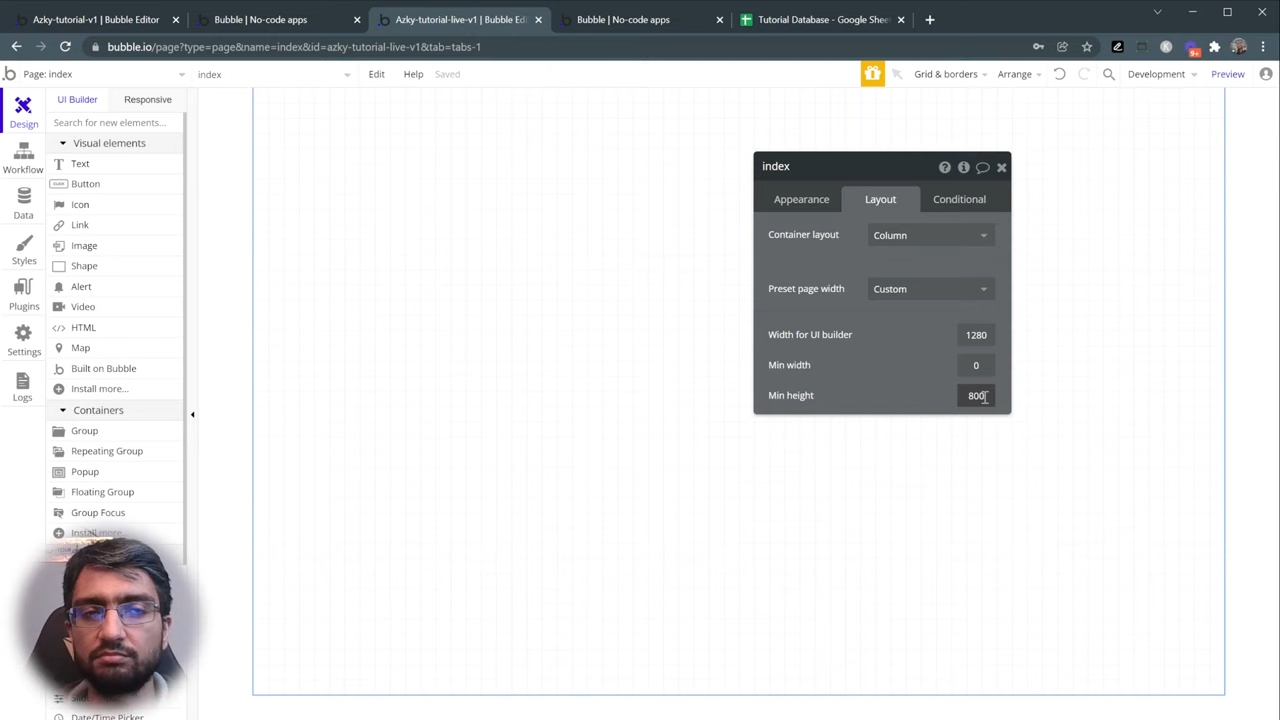 Azky-tutorial-v1 | Bubble Editor
Bubble | No-code apps
Azky-tutorial-live-v1 | Bubble Edi
Bubble | No-code apps
Tutorial Database - Google Shee
bubble.io/page?type=page&name=index&id=azky-tutorial-live-v1&tab=tabs-1
9+
Page: index
index
Edit
Help
Saved
Grid & borders
Arrange
Development
Preview
Design
Workflow
Data
Styles
Plugins
Settings
Logs
UI Builder
Responsive
Search for new elements...
Visual elements
Text
CLICK
Button
Icon
Link
Image
Shape
Alert
Video
HTML
Map
Built on Bubble
Install more...
Containers
Group
Repeating Group
Popup
Floating Group
Group Focus
Install more...
Date/Time Picker
index
Appearance
Layout
Conditional
Container layout
Column
Preset page width
Custom
Width for UI builder
1280
Min width
0
Min height
800